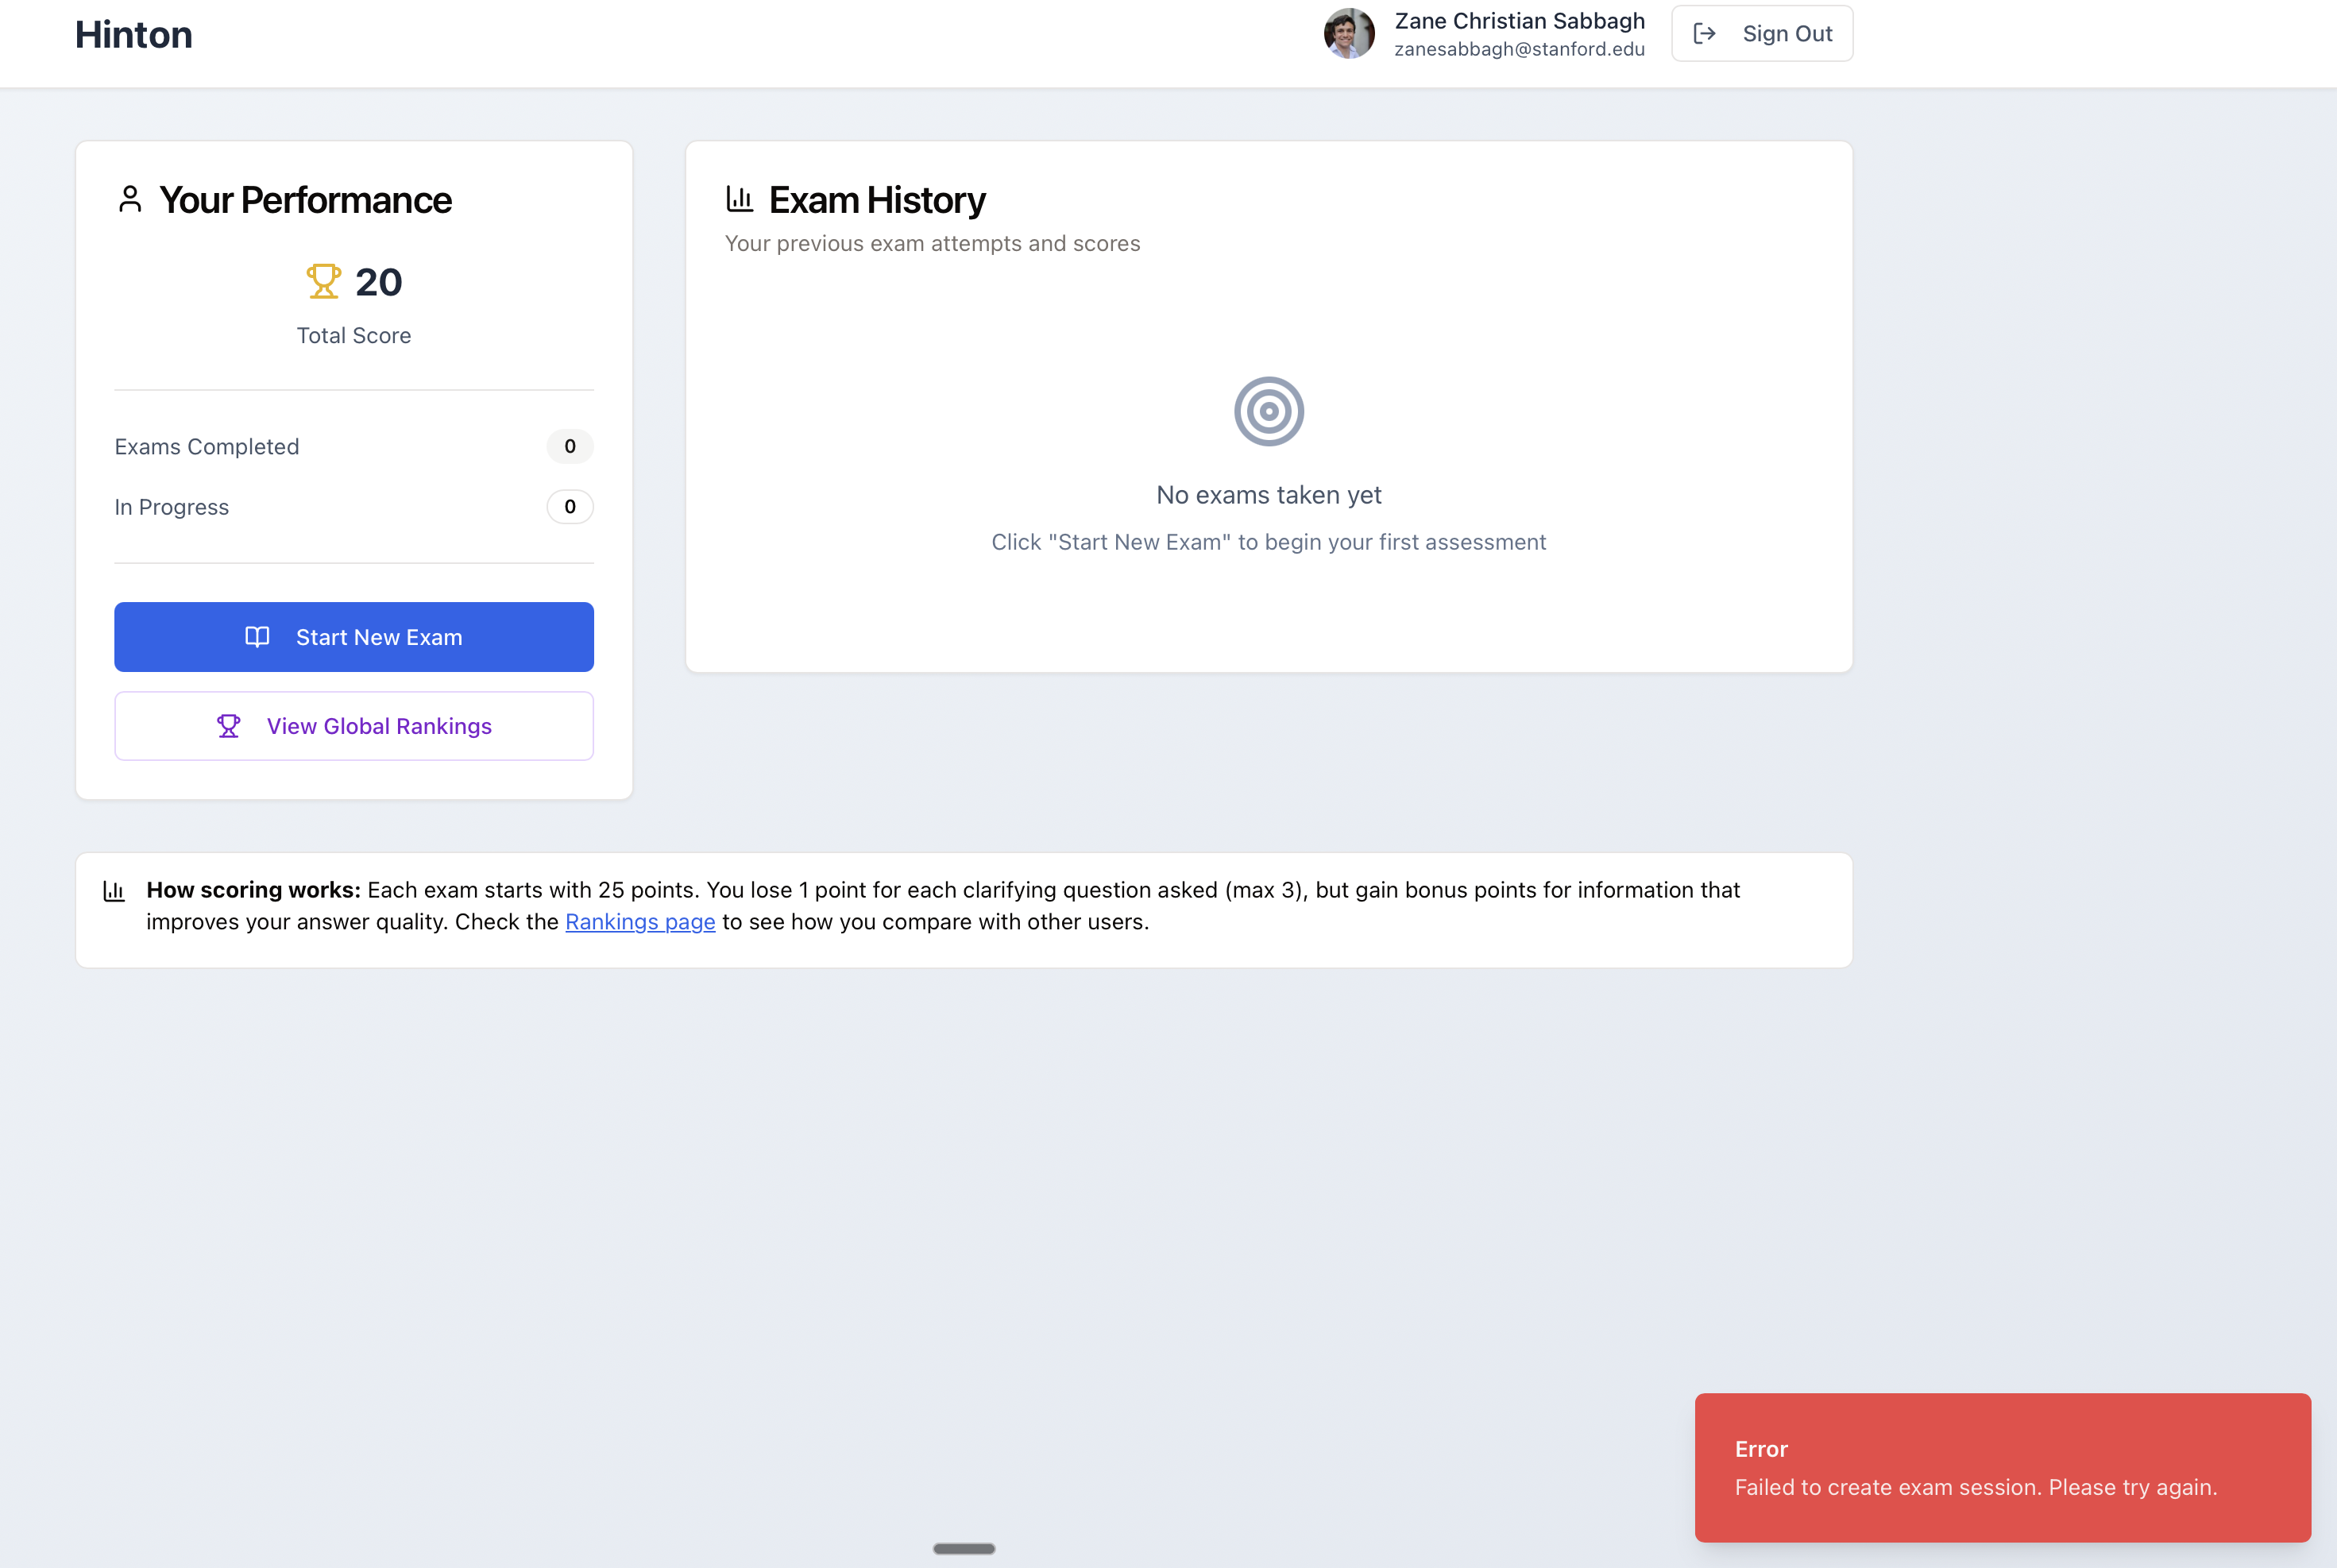 Hinton
Zane Christian Sabbagh
zanesabbagh@stanford.edu
Sign Out
Your Performance
20
Total Score
Exams Completed
0
In Progress
0
Start New Exam
View Global Rankings
Exam History
Your previous exam attempts and scores
No exams taken yet
Click "Start New Exam" to begin your first assessment
How scoring works: Each exam starts with 25 points. You lose 1 point for each clarifying question asked (max 3), but gain bonus points for information that
improves your answer quality. Check the Rankings page to see how you compare with other users.
Error
Failed to create exam session. Please try again.